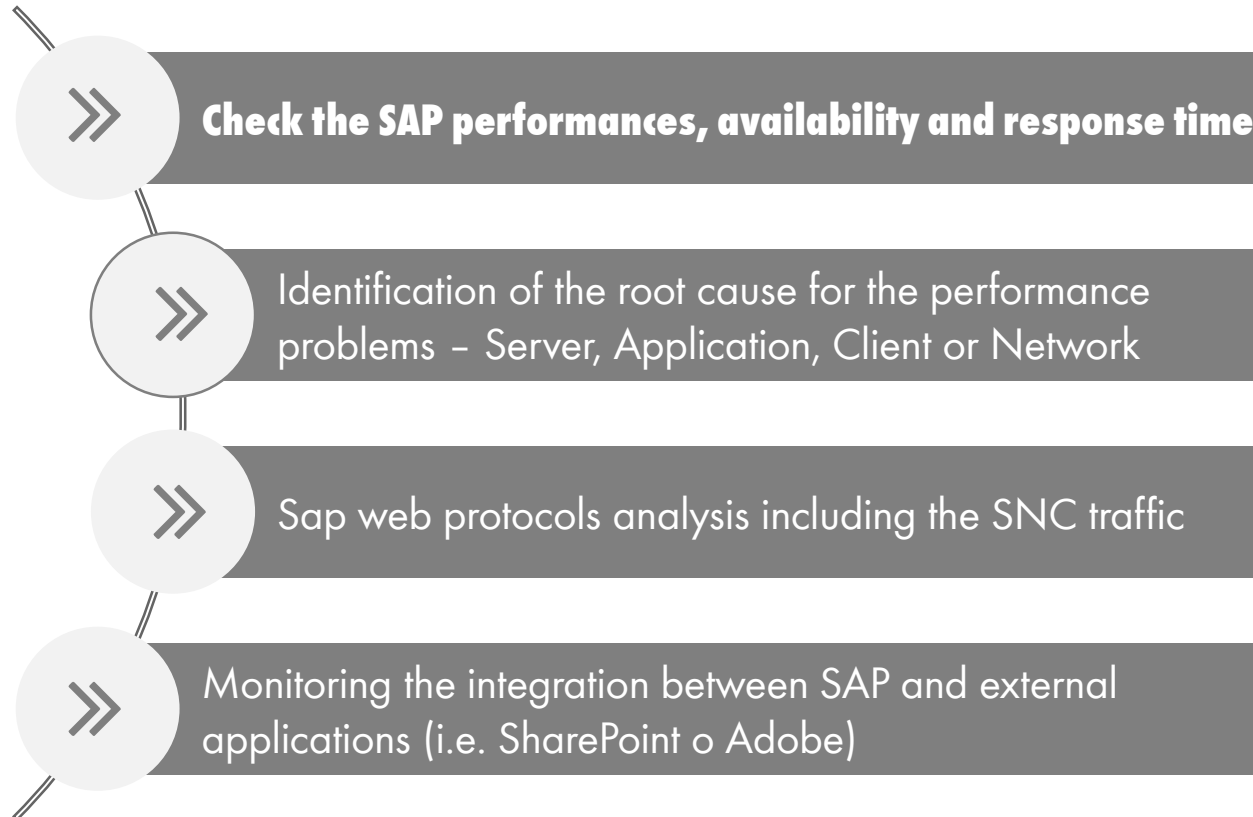 Check the SAP performances, availability and response time
Identification of the root cause for the performance
problems – Server, Application, Client or Network
Sap web protocols analysis including the SNC traffic
Monitoring the integration between SAP and external
applications (i.e. SharePoint o Adobe)